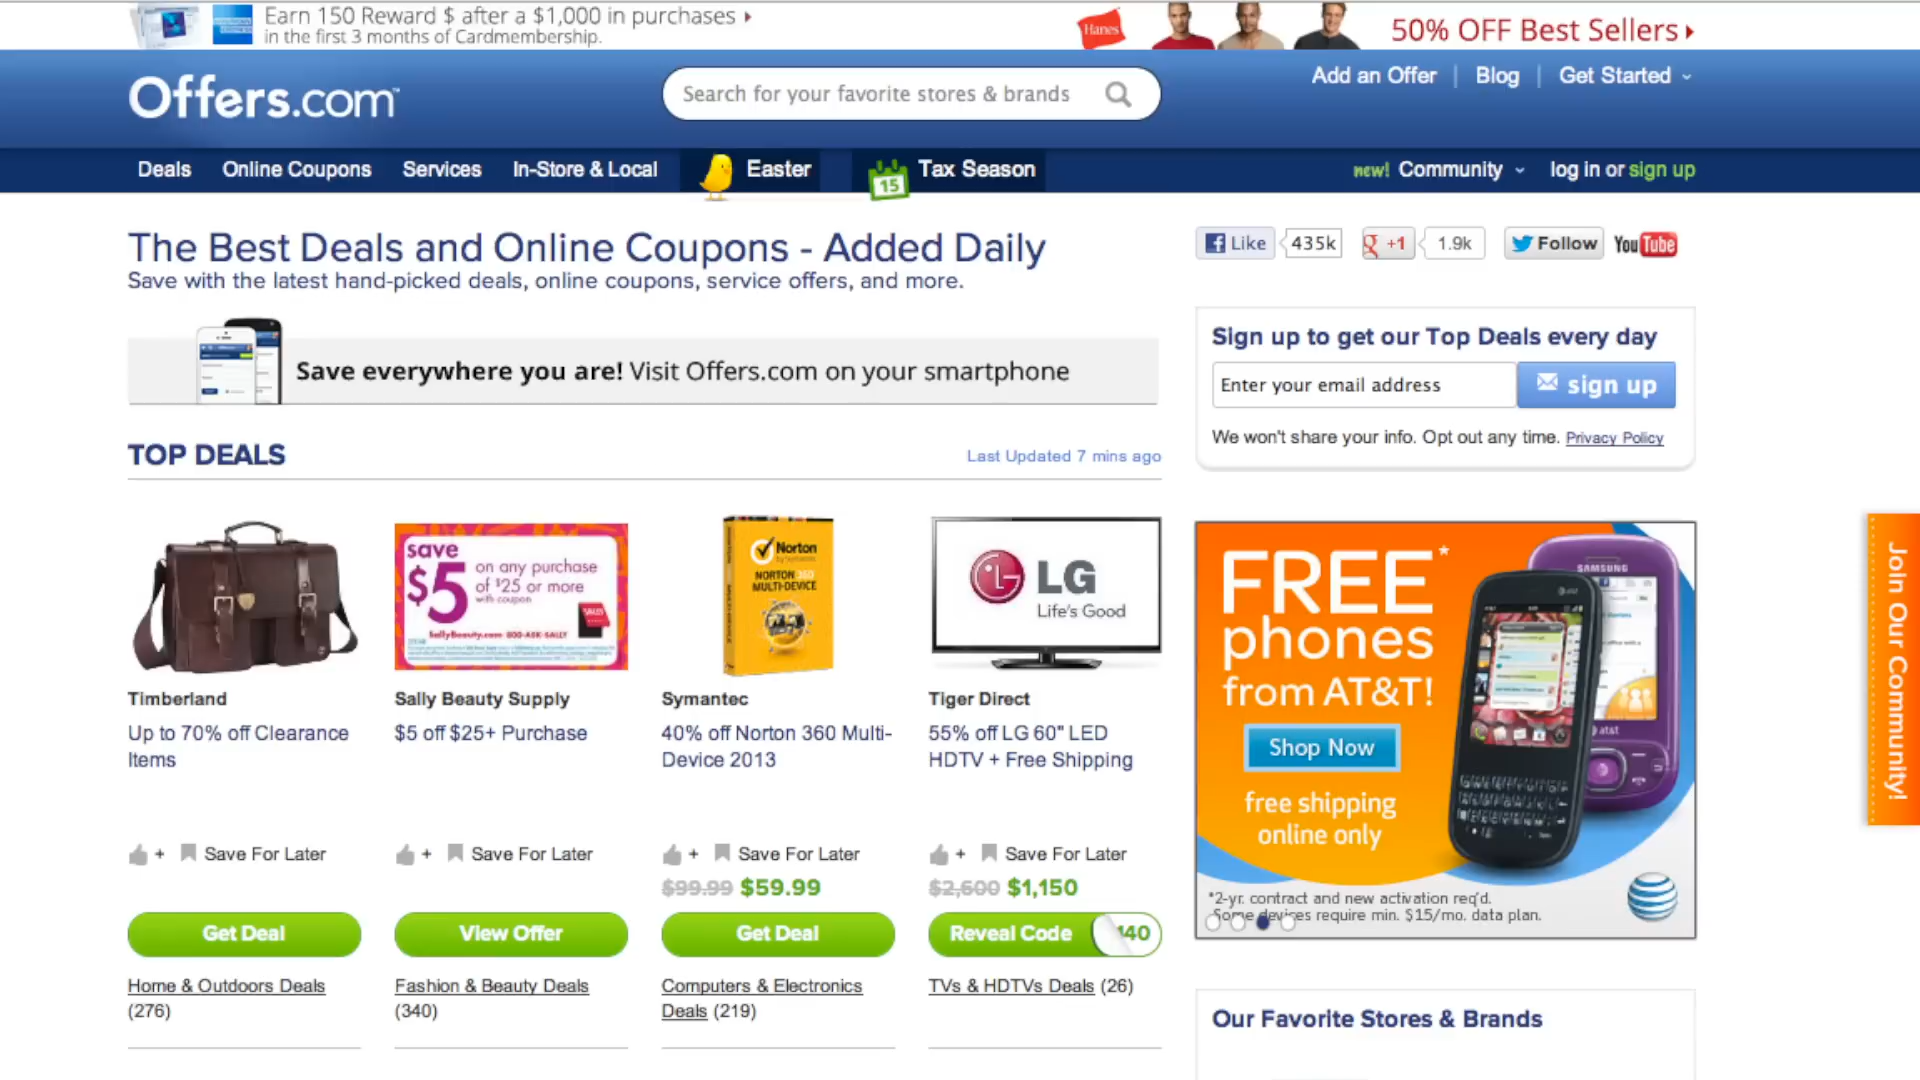 Earn 150 Reward $ after a $1,000 in purchases
in the first 3 months of Cardmembership.
Hanes
50% OFF Best Sellers
Offers.com
Search for your favorite stores & brands
Add an Offer
Blog
Get Started
Deals
Online Coupons
Services
In-Store & Local
Easter
15
Tax Season
new! Community
log in or sign up
The Best Deals and Online Coupons - Added Daily
Save with the latest hand-picked deals, online coupons, service offers, and more.
Like
435k
+1
1.9k
Follow
YouTube
Save everywhere you are! Visit Offers.com on your smartphone
Sign up to get our Top Deals every day
Enter your email address
sign up
We won't share your info. Opt out any time. Privacy Policy
TOP DEALS
Last Updated 7 mins ago
save
$5
on any purchase
of $25 or more
with coupon
SallyBeauty.com 800-ASK-SALLY
Norton
by Symantec
NORTON 360
MULTI-DEVICE
LG
Life's Good
Timberland
Up to 70% off Clearance
Items
Sally Beauty Supply
$5 off $25+ Purchase
Symantec
40% off Norton 360 Multi-
Device 2013
Tiger Direct
55% off LG 60" LED
HDTV + Free Shipping
+ Save For Later
+ Save For Later
+ Save For Later
+ Save For Later
$99.99 $59.99
$2,600 $1,150
Get Deal
View Offer
Get Deal
Reveal Code
440
Home & Outdoors Deals
(276)
Fashion & Beauty Deals
(340)
Computers & Electronics
Deals (219)
TVs & HDTVs Deals (26)
FREE*
phones
from AT&T!
Shop Now
free shipping
online only
SAMSUNG
at&t
*2-yr. contract and new activation req'd.
Some devices require min. $15/mo. data plan.
Our Favorite Stores & Brands
Join Our Community!